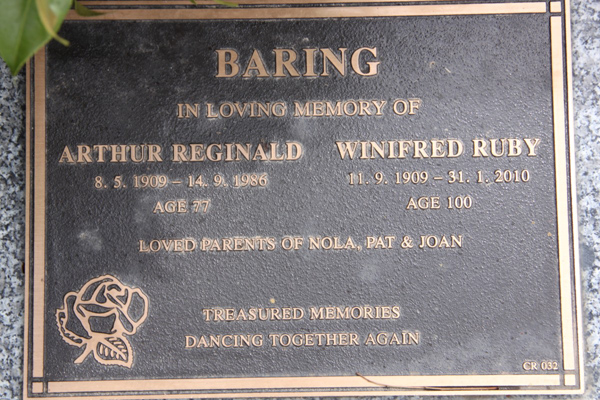 BARING
IN LOVING MEMORY OF
ARTHUR REGINALD WINIFRED RUBY
8. 5. 1909 – 14. 9. 1986 11. 9. 1909 – 31. 1. 2010
AGE 77 AGE 100
LOVED PARENTS OF NOLA, PAT & JOAN
TREASURED MEMORIES
DANCING TOGETHER AGAIN
CR 032